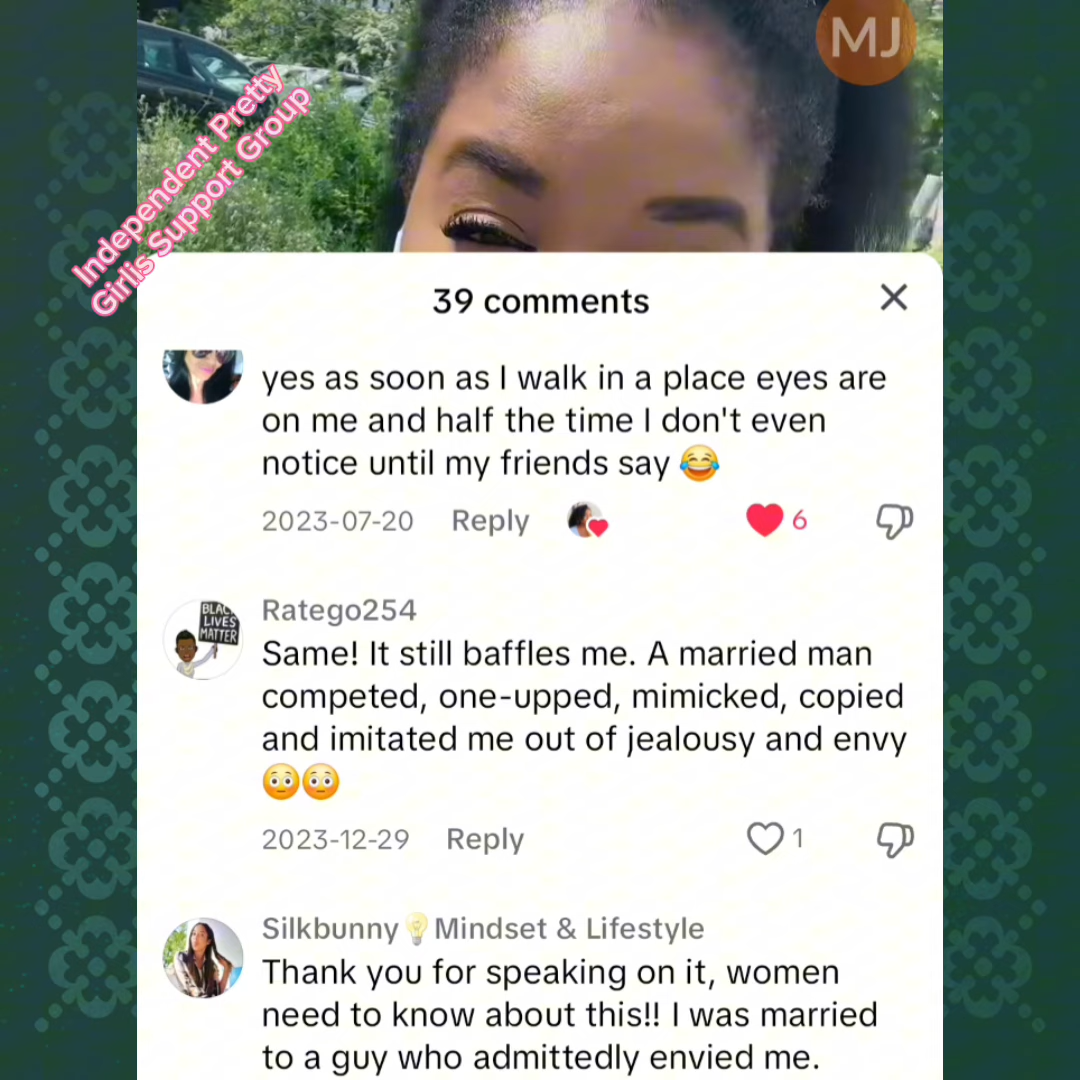 MJ
Independent Pretty
Girlis Support Group
39 comments
yes as soon as I walk in a place eyes are
on me and half the time I don't even
notice until my friends say 😂
2023-07-20 Reply 6
BLAC
LIVES
MATTER
Ratego254
Same! It still baffles me. A married man
competed, one-upped, mimicked, copied
and imitated me out of jealousy and envy
😳😳
2023-12-29 Reply 1
Silkbunny💡Mindset & Lifestyle
Thank you for speaking on it, women
need to know about this!! I was married
to a guy who admittedly envied me.